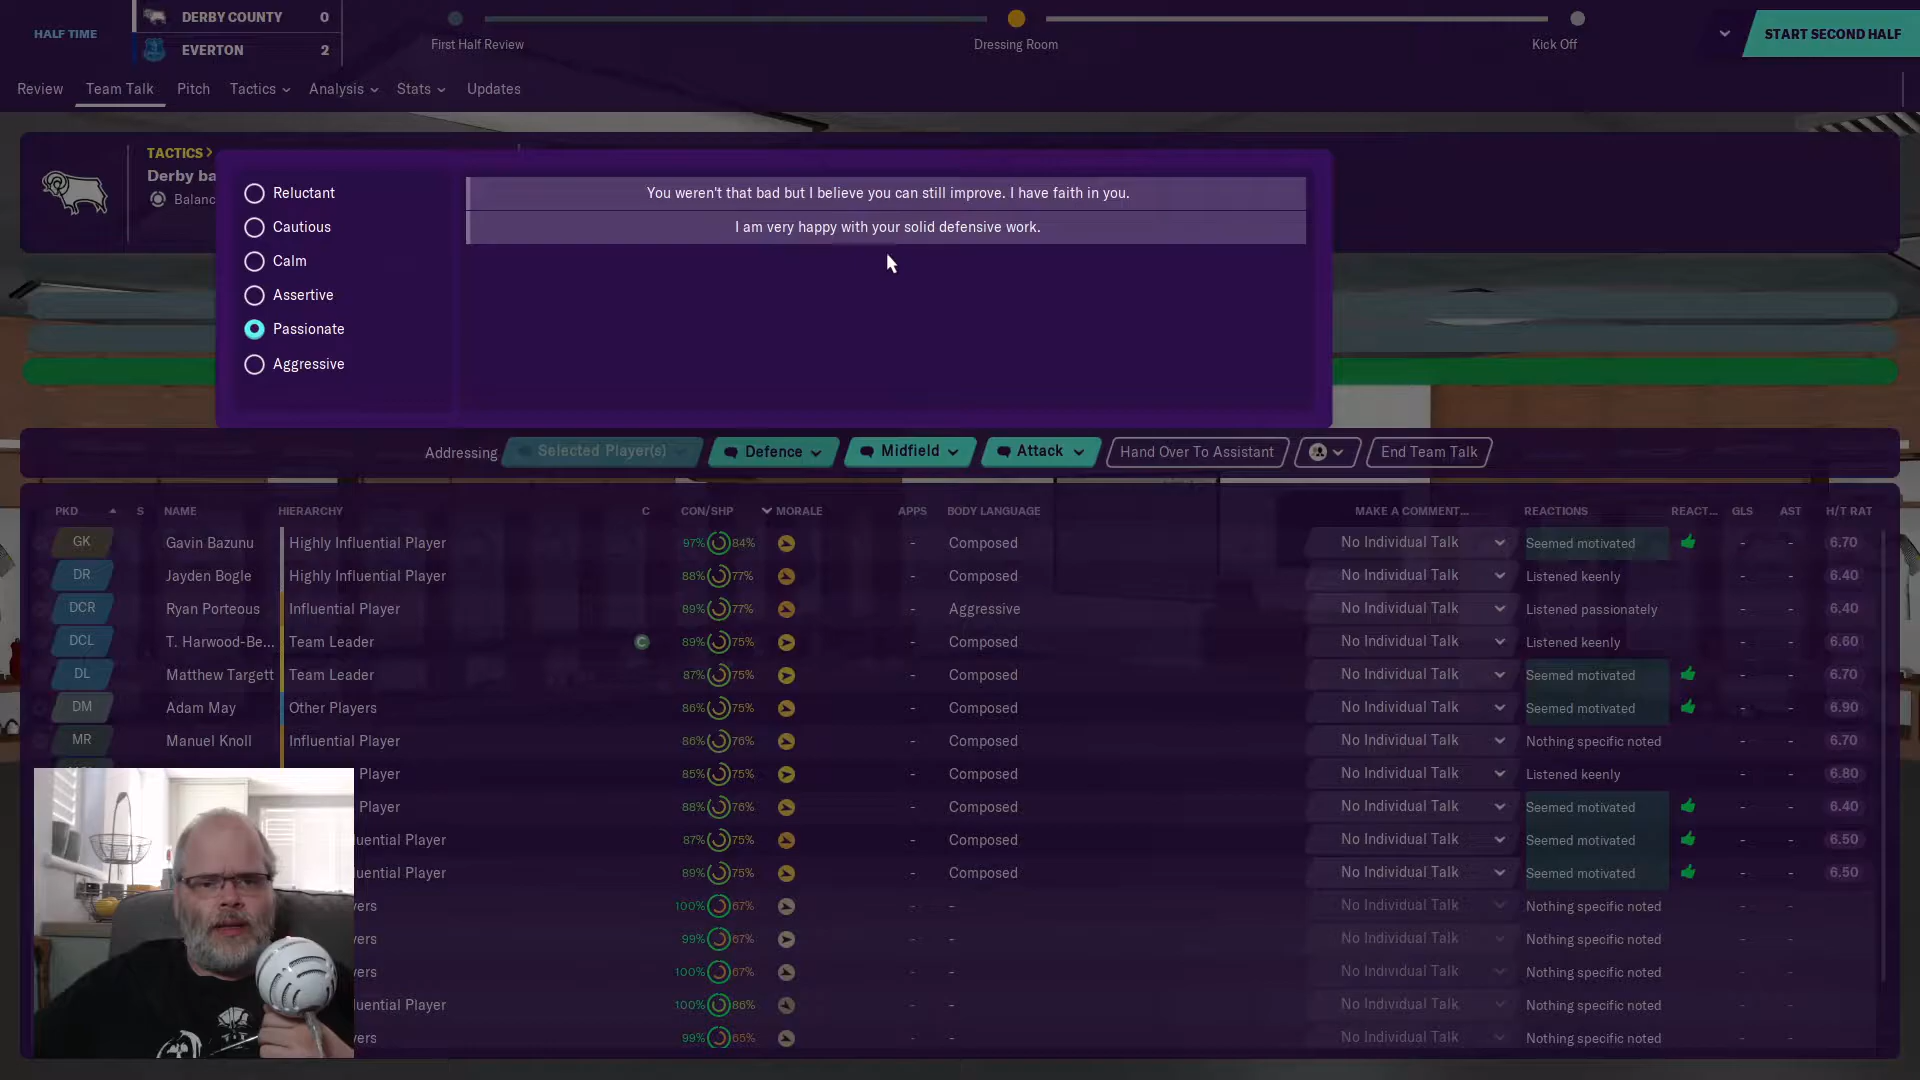 HALF TIME
DERBY COUNTY 0
EVERTON 2
First Half Review
Dressing Room
Kick Off
START SECOND HALF
Review
Team Talk
Pitch
Tactics
Analysis
Stats
Updates
TACTICS >
Derby ba
Balanc
Reluctant
Cautious
Calm
Assertive
Passionate
Aggressive
You weren't that bad but I believe you can still improve. I have faith in you.
I am very happy with your solid defensive work.
Addressing Selected Player(s) Defence Midfield Attack Hand Over To Assistant End Team Talk
PKD S NAME HIERARCHY C CON/SHP MORALE APPS BODY LANGUAGE MAKE A COMMENT... REACTIONS REACT... GLS AST H/T RAT
GK Gavin Bazunu Highly Influential Player 97% 84% - Composed No Individual Talk Seemed motivated - - 6.70
DR Jayden Bogle Highly Influential Player 88% 77% - Composed No Individual Talk Listened keenly - - 6.40
DCR Ryan Porteous Influential Player 89% 77% - Aggressive No Individual Talk Listened passionately - - 6.40
DCL T. Harwood-Be... Team Leader C 89% 75% - Composed No Individual Talk Listened keenly - - 6.60
DL Matthew Targett Team Leader 87% 75% - Composed No Individual Talk Seemed motivated - - 6.70
DM Adam May Other Players 86% 75% - Composed No Individual Talk Seemed motivated - - 6.90
MR Manuel Knoll Influential Player 86% 76% - Composed No Individual Talk Nothing specific noted - - 6.70
Player 85% 75% - Composed No Individual Talk Listened keenly - - 6.80
Player 88% 76% - Composed No Individual Talk Seemed motivated - - 6.40
luential Player 87% 75% - Composed No Individual Talk Seemed motivated - - 6.50
luential Player 89% 75% - Composed No Individual Talk Seemed motivated - - 6.50
yers 100% 67% - - No Individual Talk Nothing specific noted - -
yers 99% 67% - - No Individual Talk Nothing specific noted - -
yers 100% 67% - - No Individual Talk Nothing specific noted - -
luential Player 100% 86% - - No Individual Talk Nothing specific noted - -
yers 99% 65% - - No Individual Talk Nothing specific noted - -